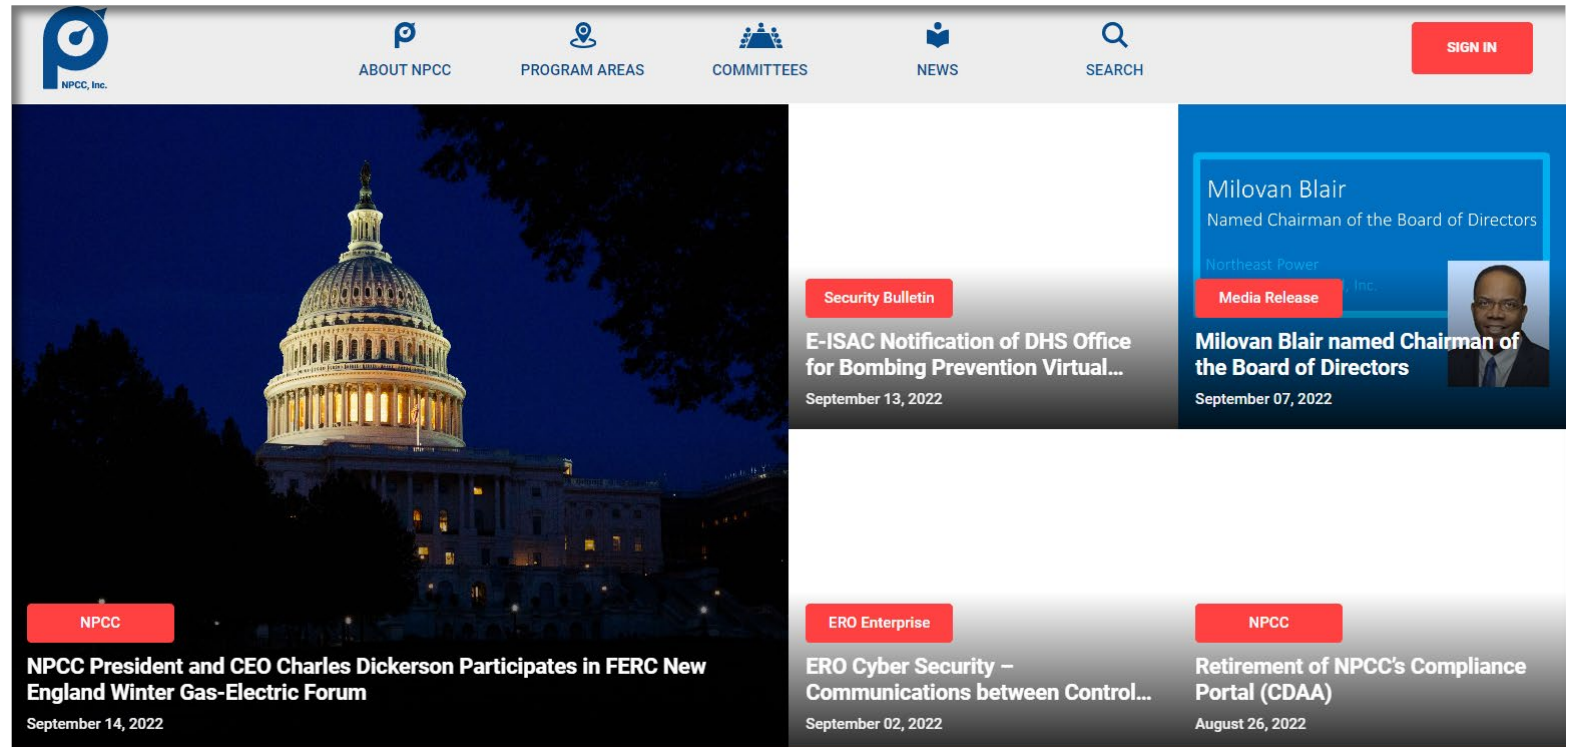 NPCC, Inc.
ABOUT NPCC
PROGRAM AREAS
COMMITTEES
NEWS
SEARCH
SIGN IN
NPCC
NPCC President and CEO Charles Dickerson Participates in FERC New
England Winter Gas-Electric Forum
September 14, 2022
Security Bulletin
E-ISAC Notification of DHS Office
for Bombing Prevention Virtual...
September 13, 2022
Milovan Blair
Named Chairman of the Board of Directors
Northeast Power
, Inc.
Media Release
Milovan Blair named Chairman of
the Board of Directors
September 07, 2022
ERO Enterprise
ERO Cyber Security –
Communications between Control...
September 02, 2022
NPCC
Retirement of NPCC’s Compliance
Portal (CDAA)
August 26, 2022